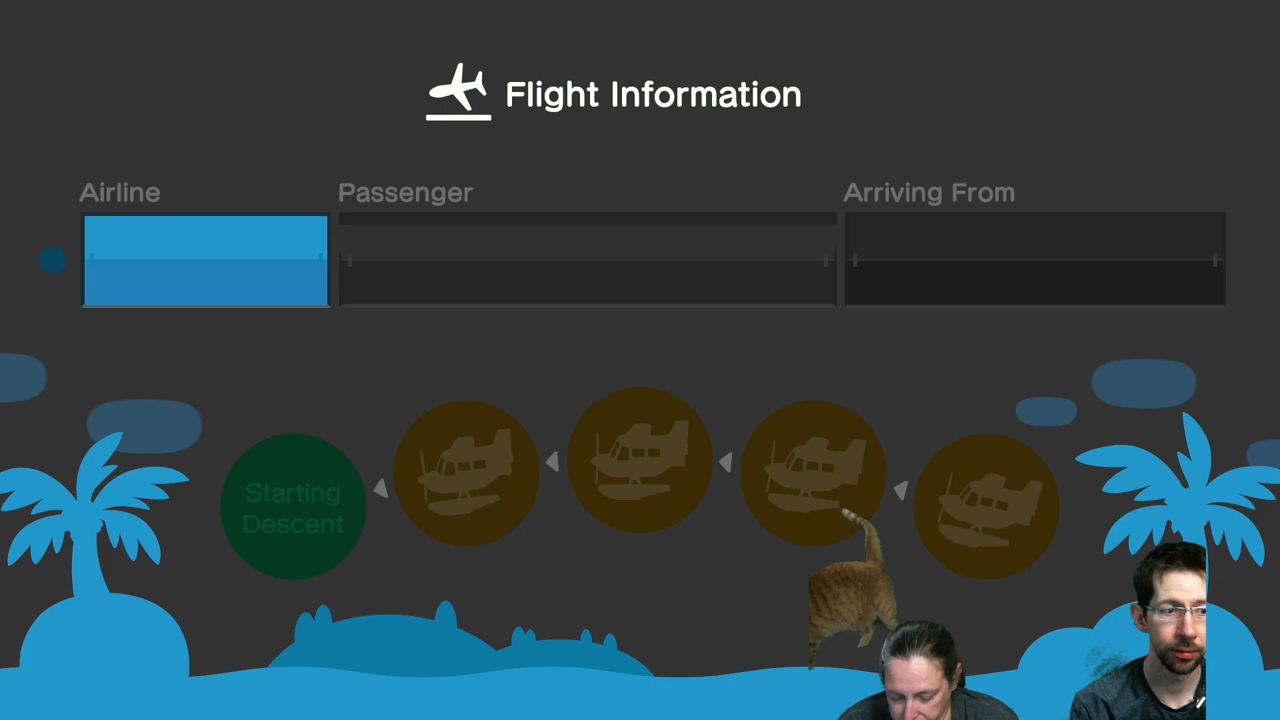 Flight Information
Airline
Passenger
Arriving From
Starting
Descent